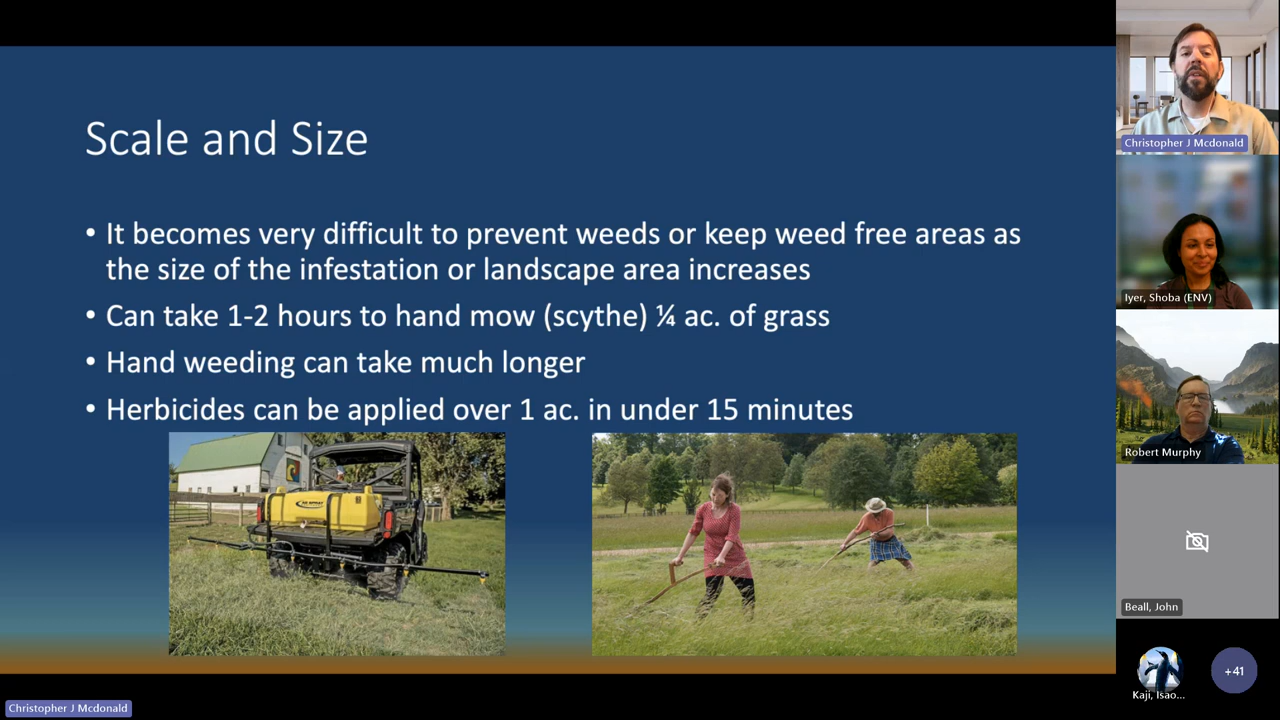 Scale and Size
• It becomes very difficult to prevent weeds or keep weed free areas as
the size of the infestation or landscape area increases
• Can take 1-2 hours to hand mow (scythe) ¼ ac. of grass
• Hand weeding can take much longer
• Herbicides can be applied over 1 ac. in under 15 minutes
Christopher J Mcdonald
Christopher J Mcdonald
Iyer, Shoba (ENV)
Robert Murphy
Beall, John
Kaji, Isao...
+41